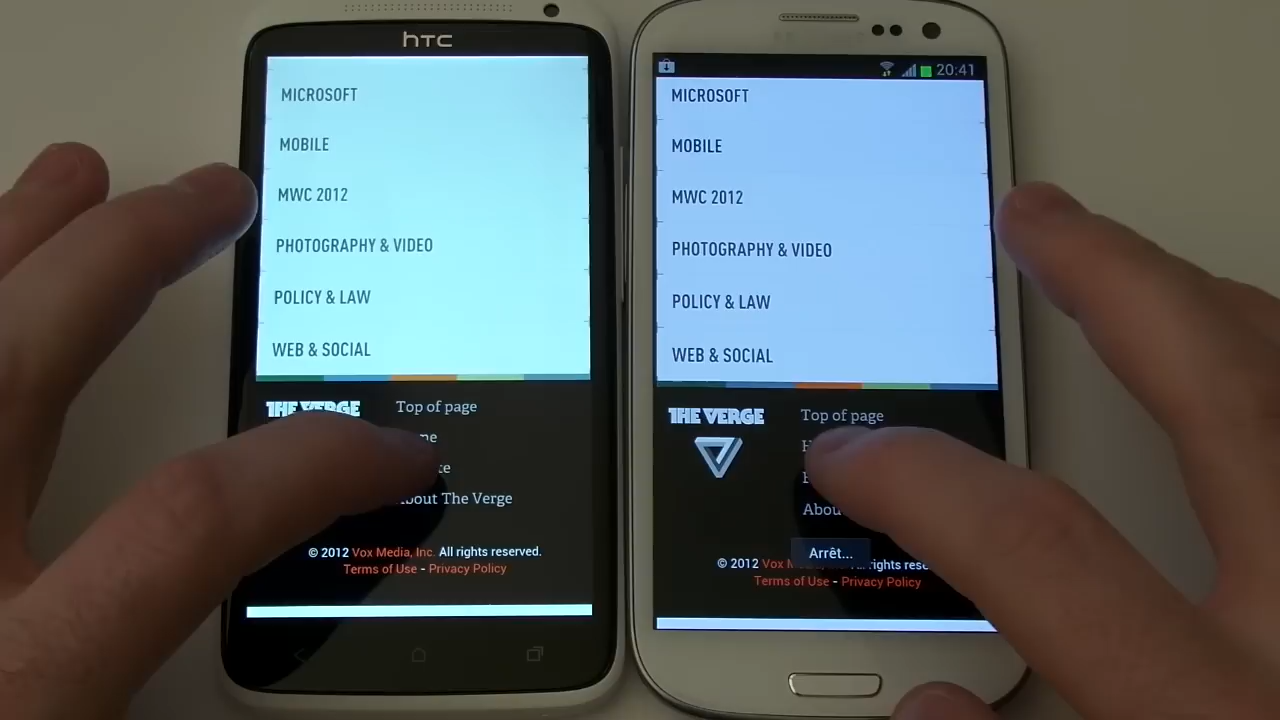 hTC
MICROSOFT
MOBILE
MWC 2012
PHOTOGRAPHY & VIDEO
POLICY & LAW
WEB & SOCIAL
THE VERGE
Top of page
About The Verge
© 2012 Vox Media, Inc. All rights reserved.
Terms of Use - Privacy Policy
20:41
MICROSOFT
MOBILE
MWC 2012
PHOTOGRAPHY & VIDEO
POLICY & LAW
WEB & SOCIAL
THE VERGE
Top of page
Arrêt...
© 2012 Vox
Terms of Use - Privacy Policy